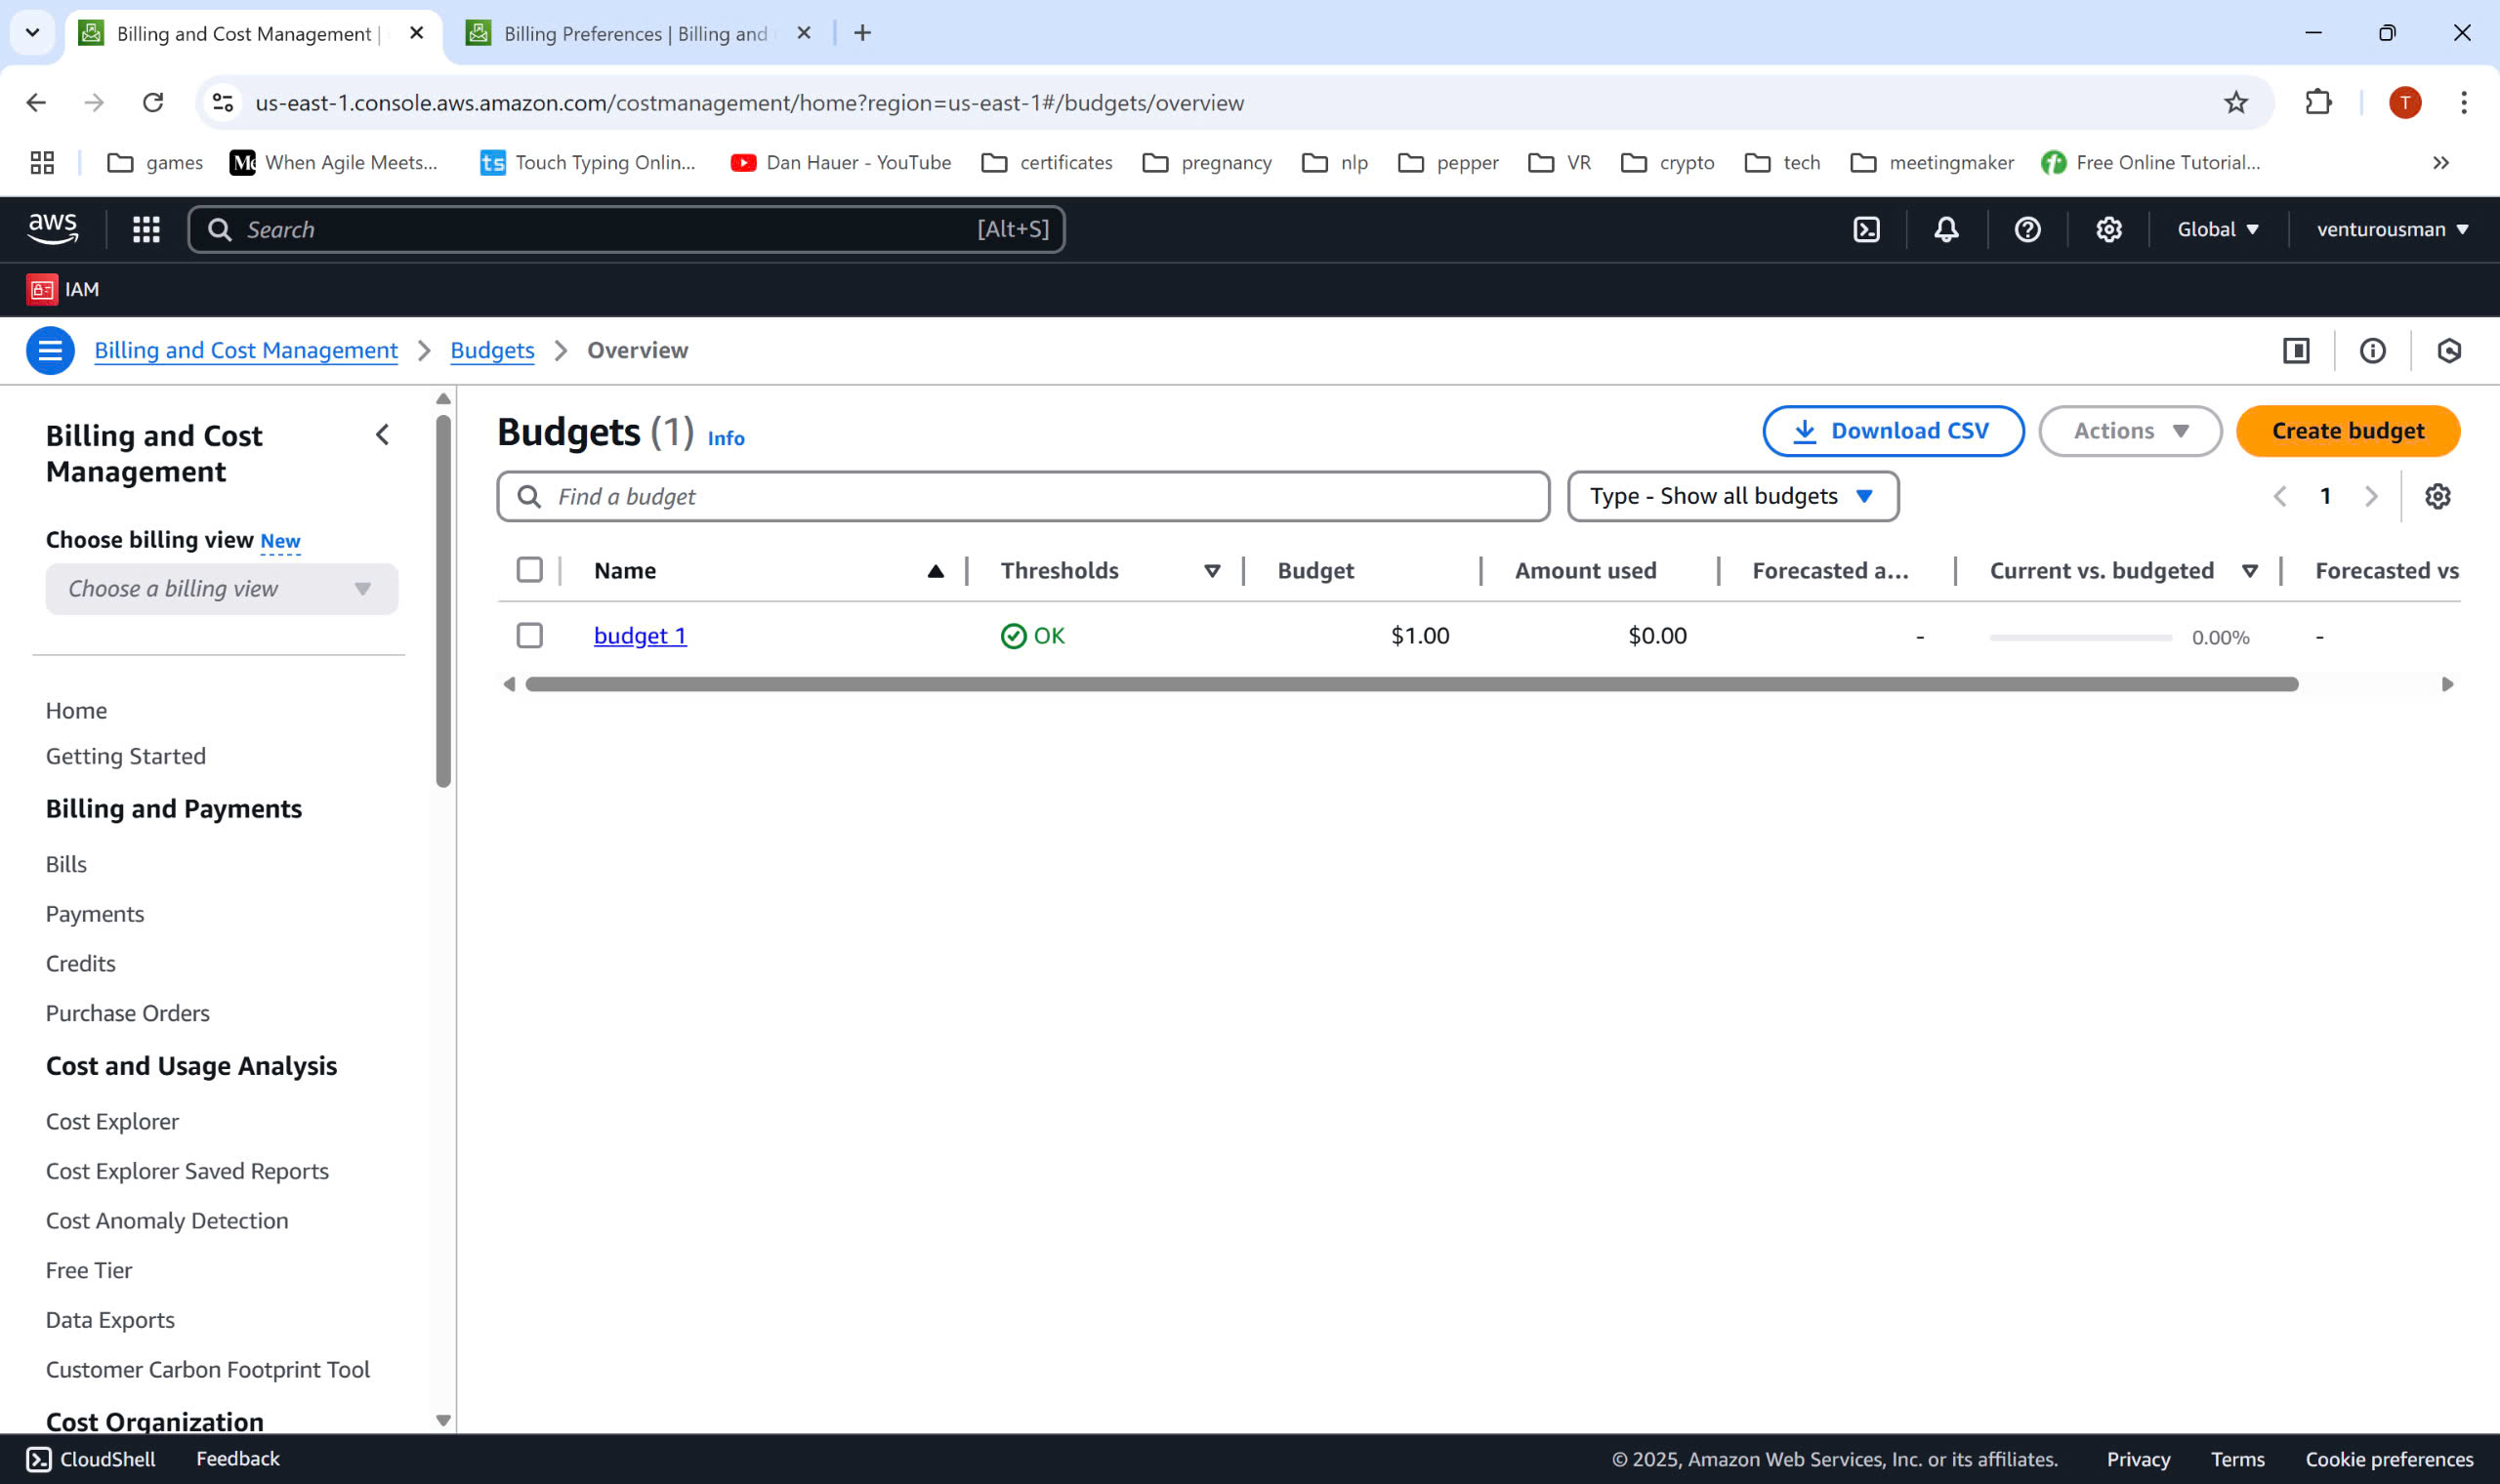 Billing and Cost Management |
Billing Preferences | Billing and
us-east-1.console.aws.amazon.com/costmanagement/home?region=us-east-1#/budgets/overview
T
games
When Agile Meets...
ts
Touch Typing Onlin...
Dan Hauer - YouTube
certificates
pregnancy
nlp
pepper
VR
crypto
tech
meetingmaker
Free Online Tutorial...
aws
Search
[Alt+S]
Global
venturousman
IAM
Billing and Cost Management > Budgets > Overview
Billing and Cost
Management
Choose billing view New
Choose a billing view
Home
Getting Started
Billing and Payments
Bills
Payments
Credits
Purchase Orders
Cost and Usage Analysis
Cost Explorer
Cost Explorer Saved Reports
Cost Anomaly Detection
Free Tier
Data Exports
Customer Carbon Footprint Tool
Cost Organization
Budgets (1) Info
Download CSV
Actions
Create budget
Find a budget
Type - Show all budgets
1
Name
Thresholds
Budget
Amount used
Forecasted a...
Current vs. budgeted
Forecasted vs
budget 1
OK
$1.00
$0.00
-
0.00%
-
CloudShell
Feedback
© 2025, Amazon Web Services, Inc. or its affiliates.
Privacy
Terms
Cookie preferences